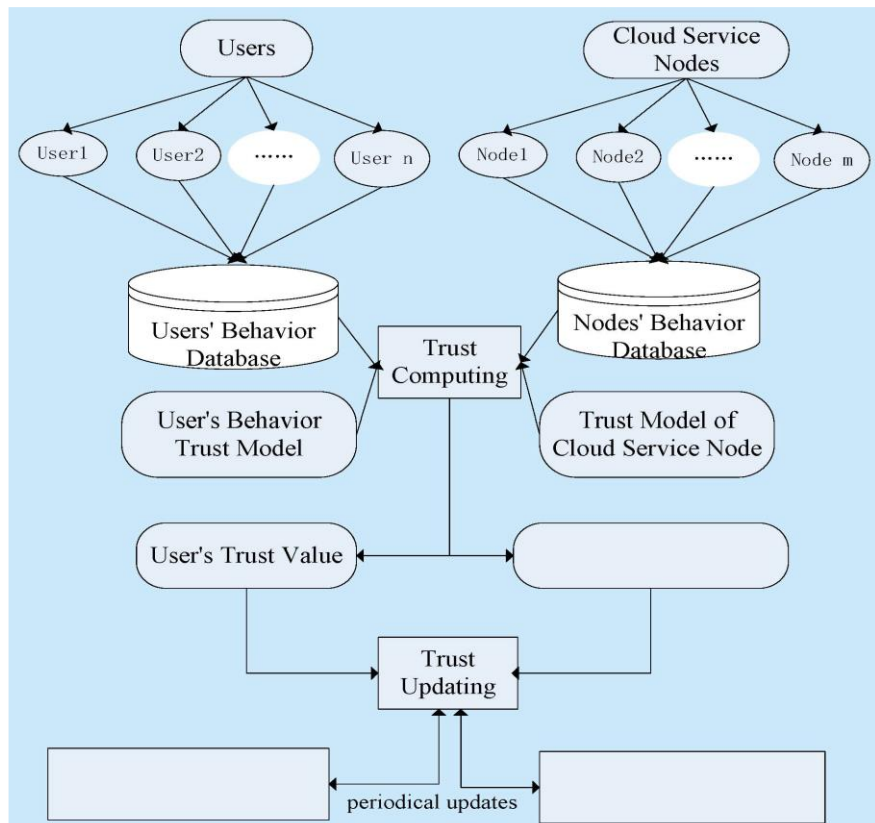 Users
Cloud Service
Nodes
User1
User2
……
User n
Node1
Node2
……
Node m
Users' Behavior
Database
Nodes' Behavior
Database
Trust
Computing
User's Behavior
Trust Model
Trust Model of
Cloud Service Node
User's Trust Value
Trust
Updating
periodical updates